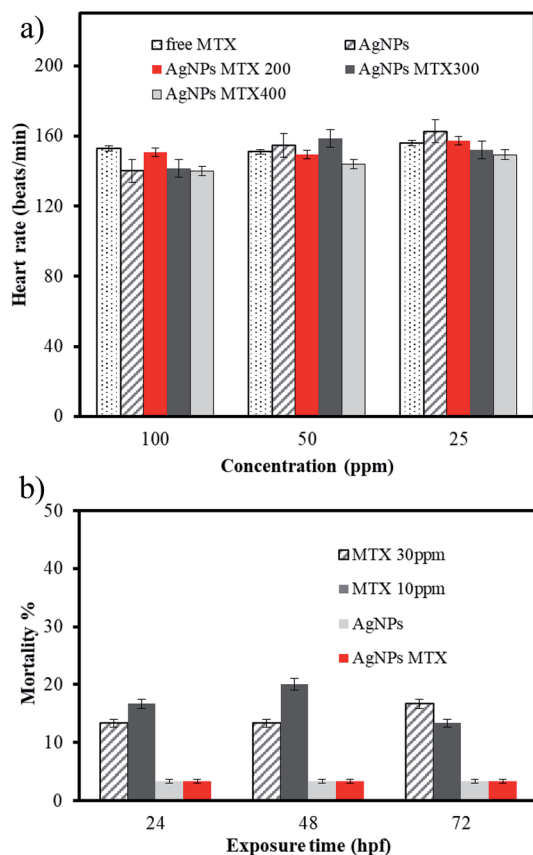 a)
free MTX
AgNPs
AgNPs MTX 200
AgNPs MTX300
AgNPs MTX400
200
160
120
80
40
0
Heart rate (beats/min)
100
50
25
Concentration (ppm)
b)
50
40
30
20
10
0
Mortality %
MTX 30ppm
MTX 10ppm
AgNPs
AgNPs MTX
24
48
72
Exposure time (hpf)